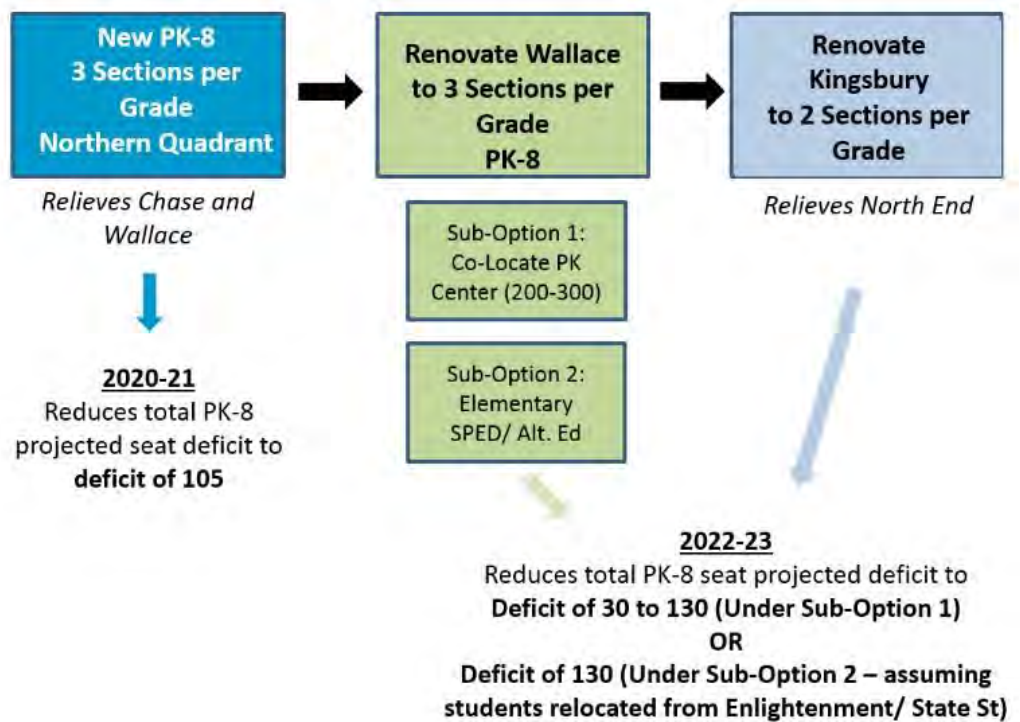 New PK-8
3 Sections per
Grade
Northern Quadrant
Relieves Chase and
Wallace
2020-21
Reduces total PK-8
projected seat deficit to
deficit of 105
Renovate Wallace
to 3 Sections per
Grade
PK-8
Sub-Option 1:
Co-Locate PK
Center (200-300)
Sub-Option 2:
Elementary
SPED/ Alt. Ed
Renovate
Kingsbury
to 2 Sections per
Grade
Relieves North End
2022-23
Reduces total PK-8 seat projected deficit to
Deficit of 30 to 130 (Under Sub-Option 1)
OR
Deficit of 130 (Under Sub-Option 2 – assuming
students relocated from Enlightenment/ State St)